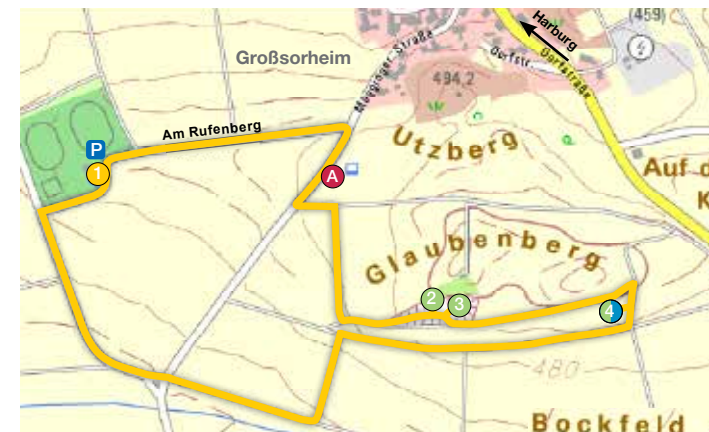 Harburg
(459)
Großsorheim
Mögginger Straße
Dorfstr.
Dorfstraße
494,2
Am Rufenberg
P
1
A
Utzberg
Auf d
K
Glaubenberg
2
3
4
480
Bockfeld